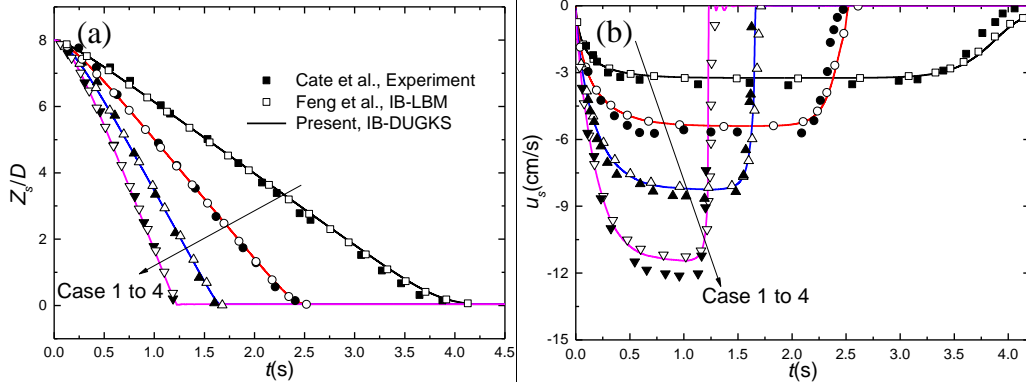 (a)
Z_s/D
8
6
4
2
0
Cate et al., Experiment
Feng et al., IB-LBM
Present, IB-DUGKS
Case 1 to 4
0.0 0.5 1.0 1.5 2.0 2.5 3.0 3.5 4.0 4.5
t(s)
(b)
u_s(cm/s)
0
-3
-6
-9
-12
-15
Case 1 to 4
0.0 0.5 1.0 1.5 2.0 2.5 3.0 3.5 4.0
t(s)